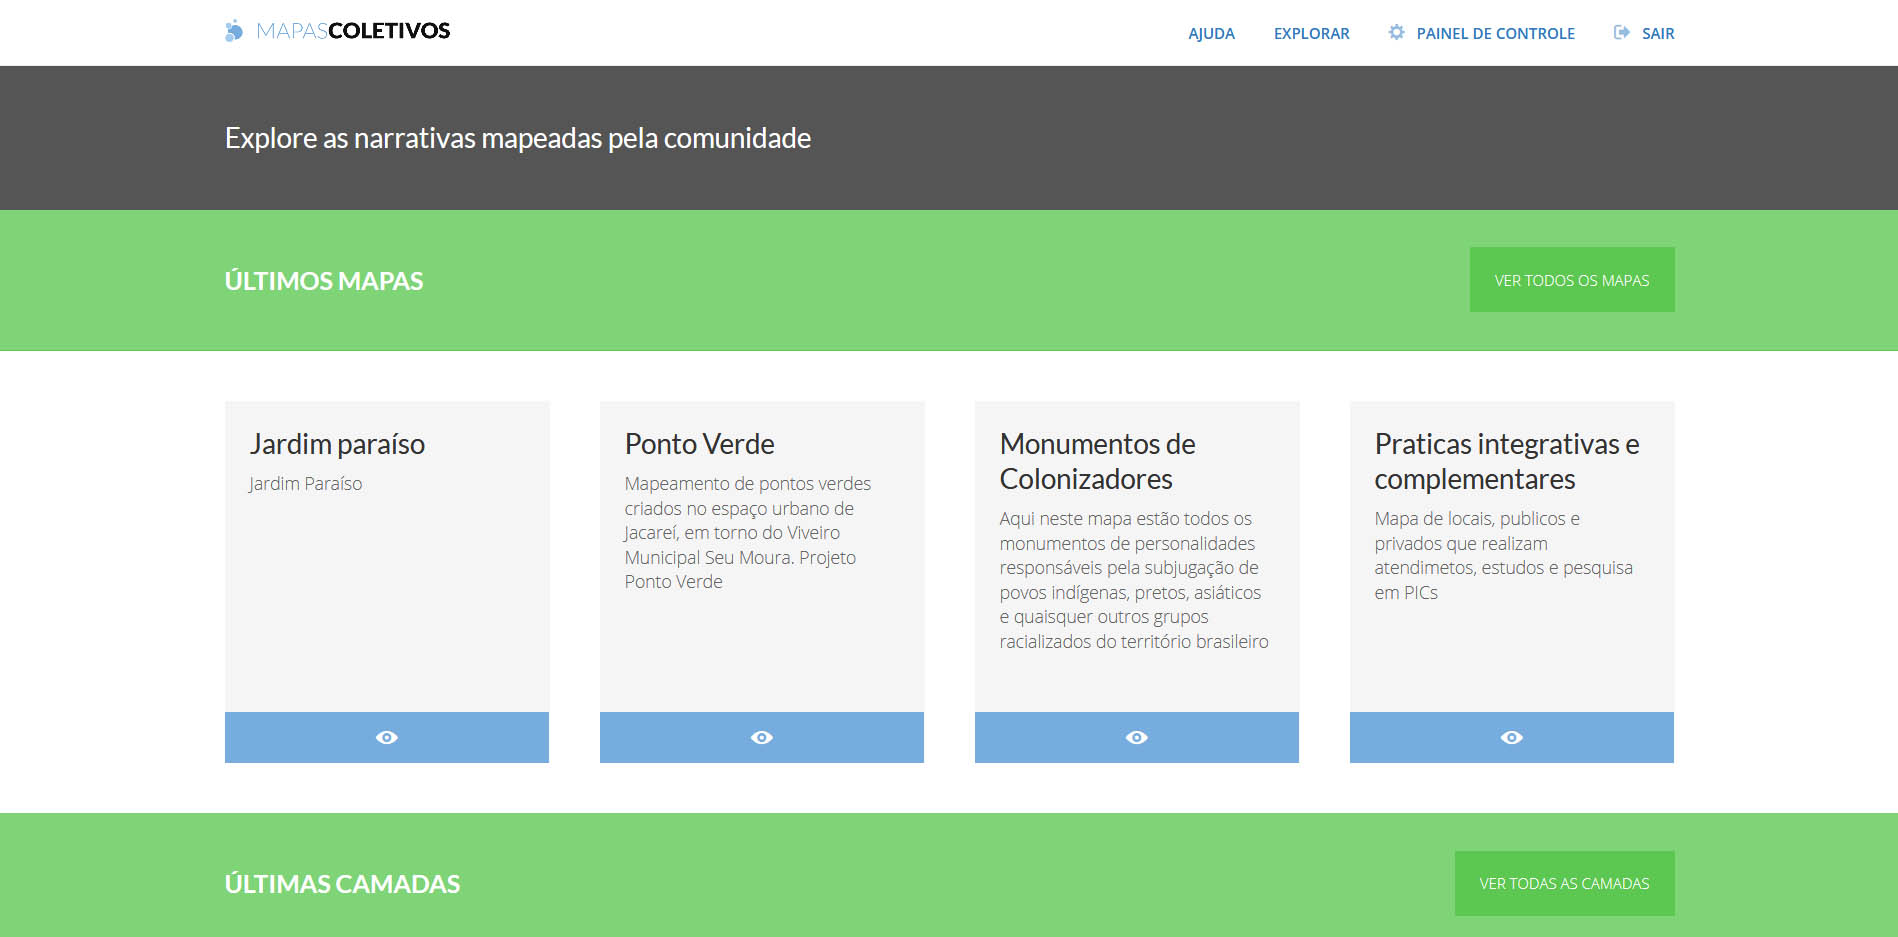 MAPASCOLETIVOS
AJUDA
EXPLORAR
PAINEL DE CONTROLE
SAIR
Explore as narrativas mapeadas pela comunidade
ÚLTIMOS MAPAS
VER TODOS OS MAPAS
Jardim paraíso
Jardim Paraíso
Ponto Verde
Mapeamento de pontos verdes
criados no espaço urbano de
Jacareí, em torno do Viveiro
Municipal Seu Moura. Projeto
Ponto Verde
Monumentos de
Colonizadores
Aqui neste mapa estão todos os
monumentos de personalidades
responsáveis pela subjugação de
povos indígenas, pretos, asiáticos
e quaisquer outros grupos
racializados do território brasileiro
Praticas integrativas e
complementares
Mapa de locais, publicos e
privados que realizam
atendimetos, estudos e pesquisa
em PICs
ÚLTIMAS CAMADAS
VER TODAS AS CAMADAS